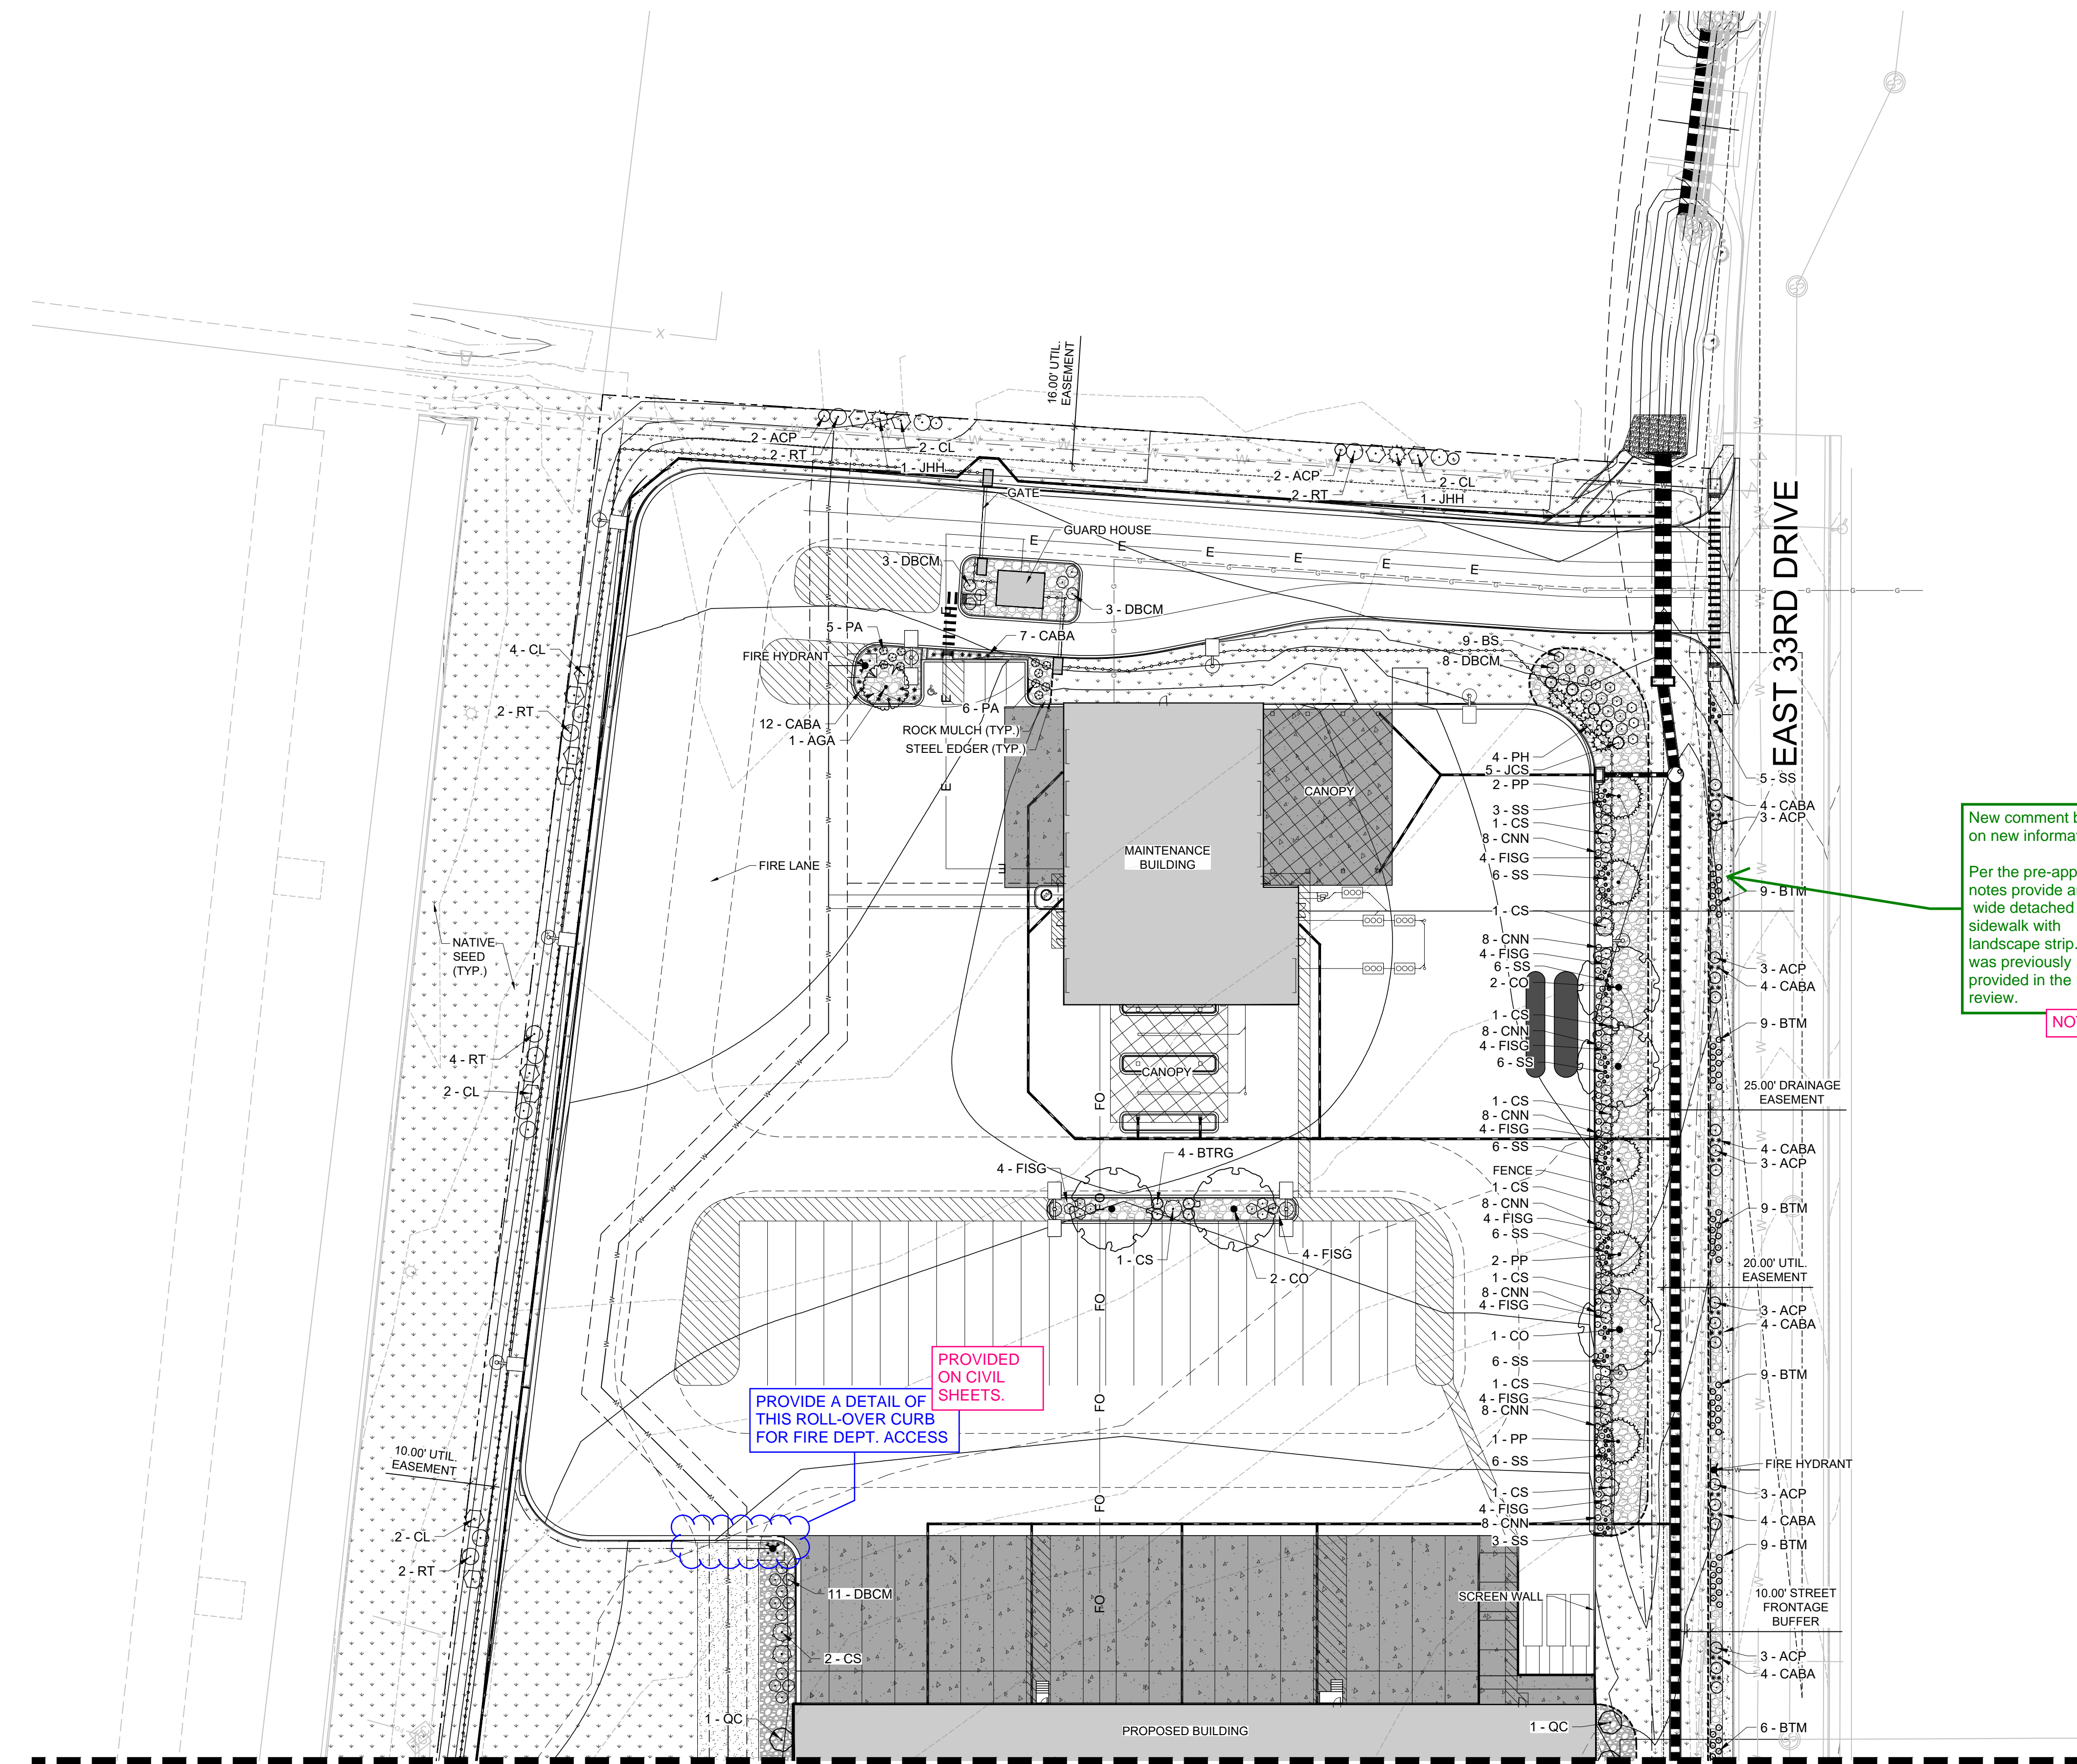 16.00' UTIL.
EASEMENT
2 - ACP
2 - RT
1 - JHH
2 - CL
2 - ACP
2 - RT
1 - JHH
2 - CL
GATE
GUARD HOUSE
3 - DBCM
3 - DBCM
5 - PA
7 - CABA
FIRE HYDRANT
6 - PA
12 - CABA
1 - AGA
ROCK MULCH (TYP.)
STEEL EDGER (TYP.)
4 - CL
2 - RT
9 - BS
8 - DBCM
EAST 33RD DRIVE
CANOPY
MAINTENANCE
BUILDING
CANOPY
FIRE LANE
NATIVE
SEED
(TYP.)
4 - RT
2 - CL
4 - PH
5 - JCS
2 - PP
3 - SS
1 - CS
8 - CNN
4 - FISG
6 - SS
1 - CS
8 - CNN
4 - FISG
6 - SS
2 - CO
1 - CS
8 - CNN
4 - FISG
6 - SS
1 - CS
8 - CNN
4 - FISG
6 - SS
FENCE
1 - CS
8 - CNN
4 - FISG
6 - SS
2 - PP
1 - CS
8 - CNN
4 - FISG
1 - CO
6 - SS
1 - CS
4 - FISG
8 - CNN
1 - PP
6 - SS
1 - CS
4 - FISG
8 - CNN
3 - SS
5 - SS
4 - CABA
3 - ACP
9 - BTM
3 - ACP
4 - CABA
9 - BTM
25.00' DRAINAGE
EASEMENT
4 - CABA
3 - ACP
9 - BTM
20.00' UTIL.
EASEMENT
3 - ACP
4 - CABA
9 - BTM
FIRE HYDRANT
3 - ACP
4 - CABA
9 - BTM
10.00' STREET
FRONTAGE
BUFFER
3 - ACP
4 - CABA
6 - BTM
New comment b
on new informa
Per the pre-app
notes provide a
wide detached
sidewalk with
landscape strip.
was previously
provided in the
review.
NO
4 - FISG
4 - BTRG
1 - CS
4 - FISG
2 - CO
PROVIDED
ON CIVIL
SHEETS.
PROVIDE A DETAIL OF
THIS ROLL-OVER CURB
FOR FIRE DEPT. ACCESS
10.00' UTIL.
EASEMENT
2 - CL
2 - RT
11 - DBCM
2 - CS
1 - QC
SCREEN WALL
PROPOSED BUILDING
1 - QC
E
E
E
E
E
E
FO
FO
FO
FO
FO
FO